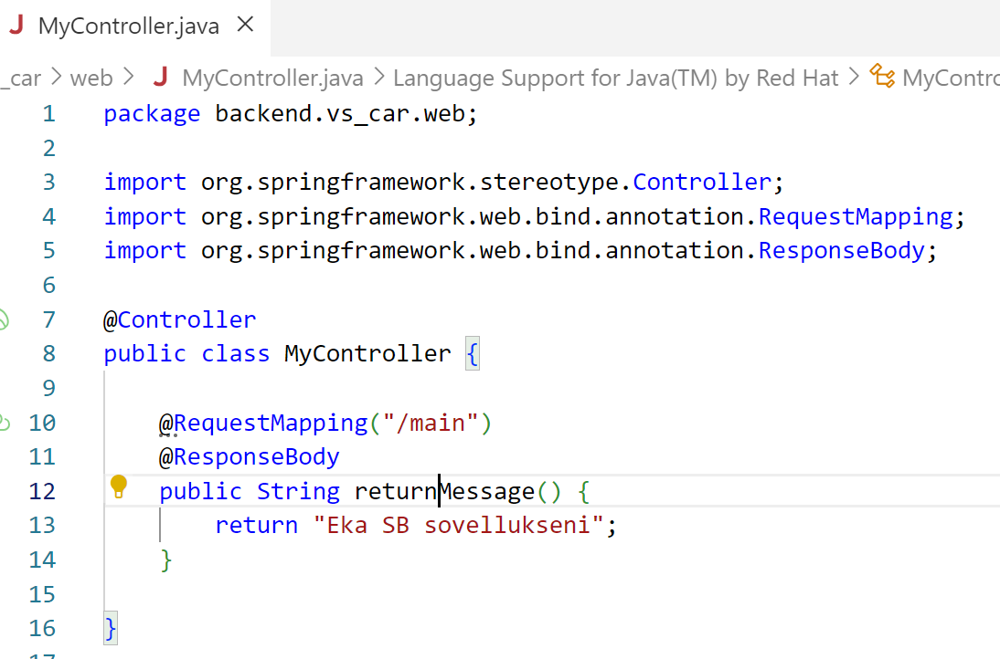 J MyController.java ×
_car > web > J MyController.java > Language Support for Java(TM) by Red Hat > MyContro
1 package backend.vs_car.web;
2
3 import org.springframework.stereotype.Controller;
4 import org.springframework.web.bind.annotation.RequestMapping;
5 import org.springframework.web.bind.annotation.ResponseBody;
6
7 @Controller
8 public class MyController {
9
10 @RequestMapping("/main")
11 @ResponseBody
12 public String returnMessage() {
13 return "Eka SB sovellukseni";
14 }
15
16 }
17